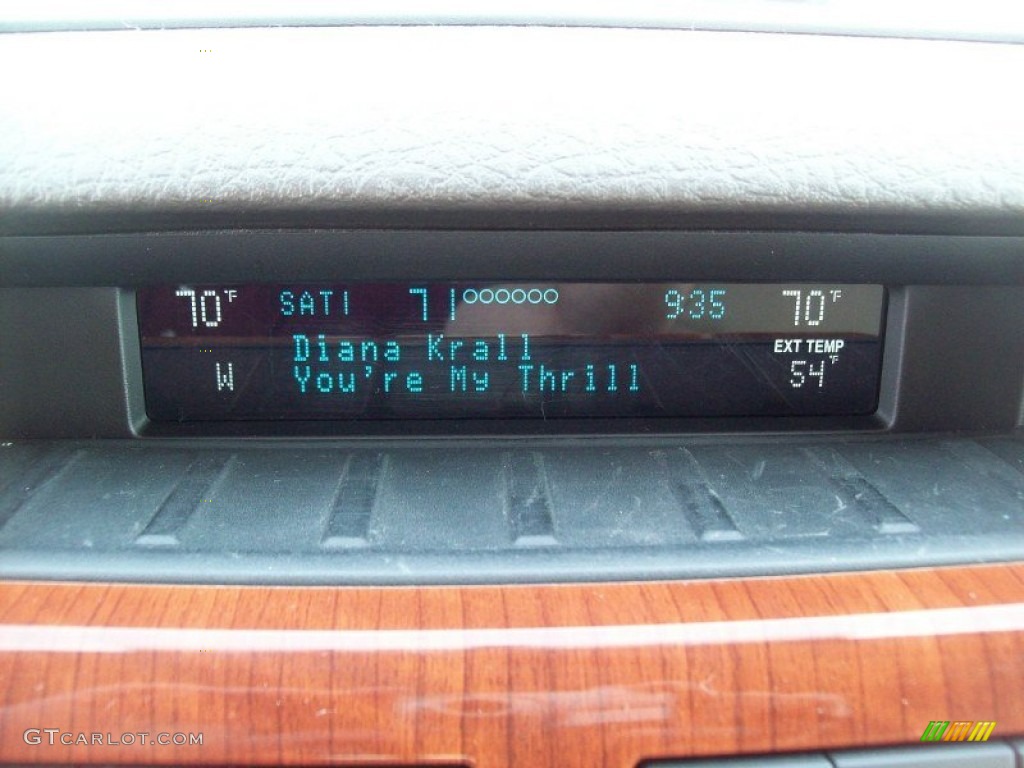 70°F SAT1 71 9:35 70°F
Diana Krall EXT TEMP
W You're My Thrill 54°F
GTCARLOT.COM